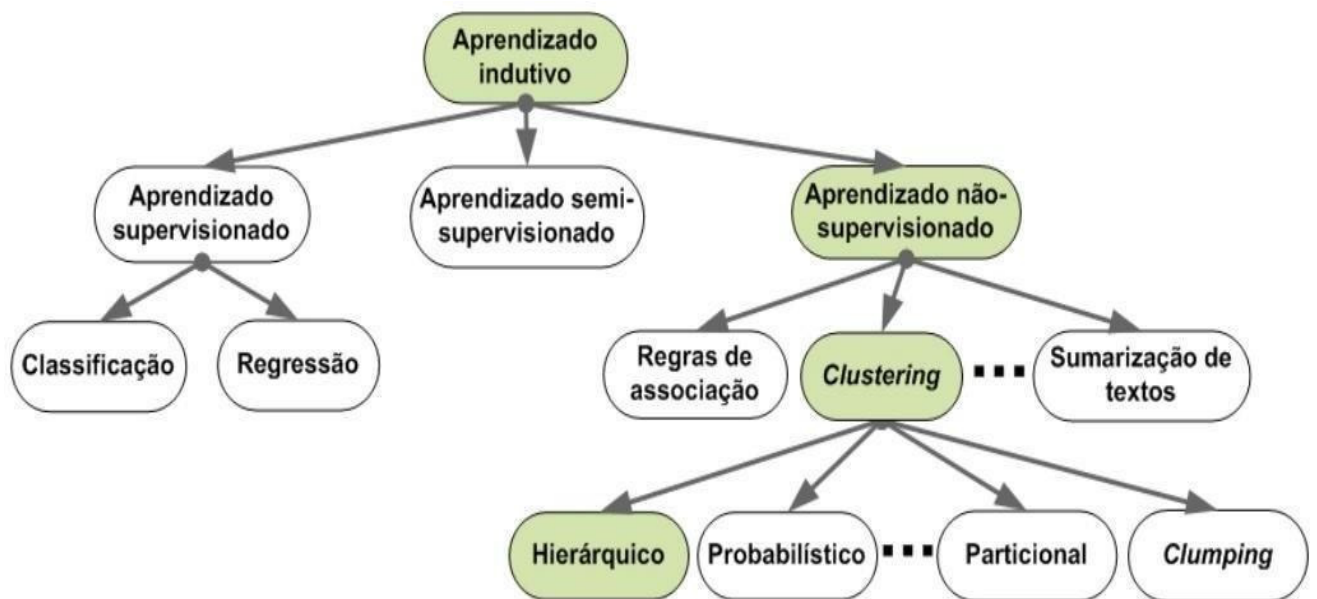 Aprendizado
indutivo
Aprendizado
supervisionado
Aprendizado semi-
supervisionado
Aprendizado não-
supervisionado
Classificação
Regressão
Regras de
associação
Clustering
Sumarização de
textos
Hierárquico
Probabilístico
Particional
Clumping